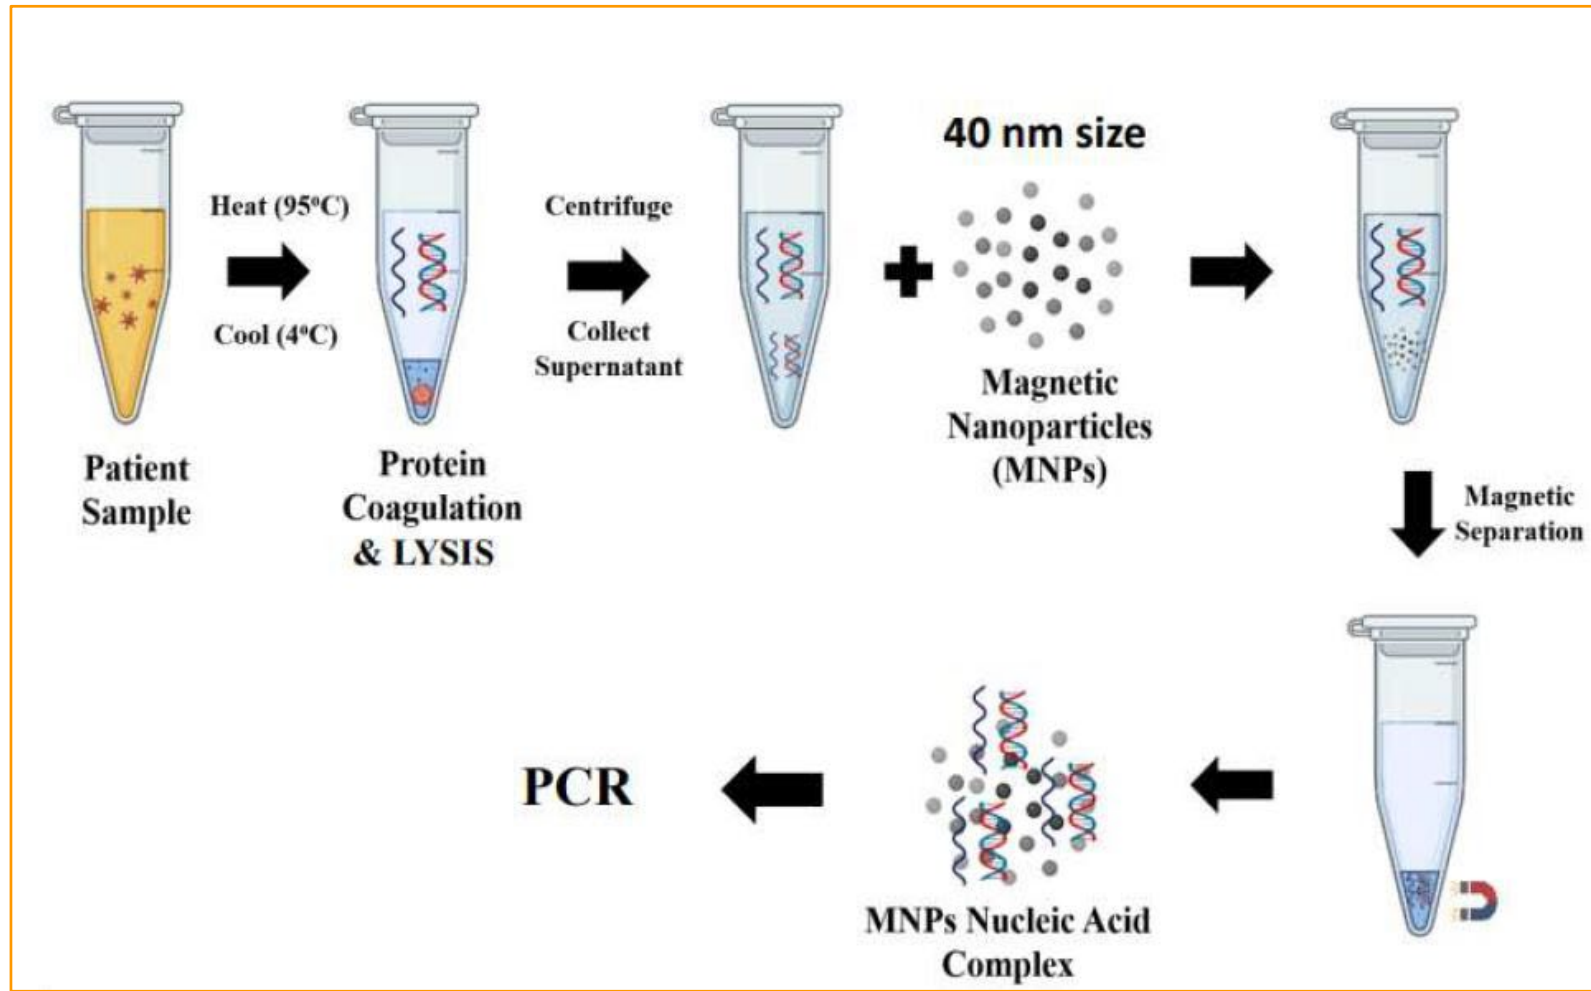 40 nm size
Heat (95°C)
Cool (4°C)
Centrifuge
Collect
Supernatant
Patient
Sample
Protein
Coagulation
& LYSIS
Magnetic
Nanoparticles
(MNPs)
Magnetic
Separation
PCR
MNPs Nucleic Acid
Complex